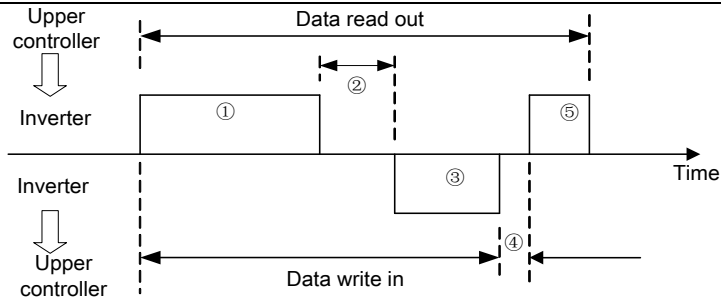 Upper
controller
Data read out
②
Inverter
①
⑤
Time
Inverter
③
④
Upper
controller
Data write in